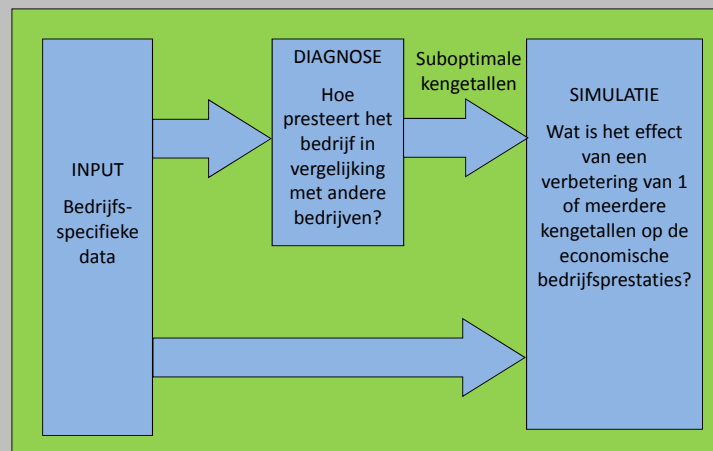 INPUT
Bedrijfs-
specifieke
data
DIAGNOSE
Hoe
presteert het
bedrijf in
vergelijking
met andere
bedrijven?
Suboptimale
kengetallen
SIMULATIE
Wat is het effect
van een
verbetering van 1
of meerdere
kengetallen op de
economische
bedrijfsprestaties?